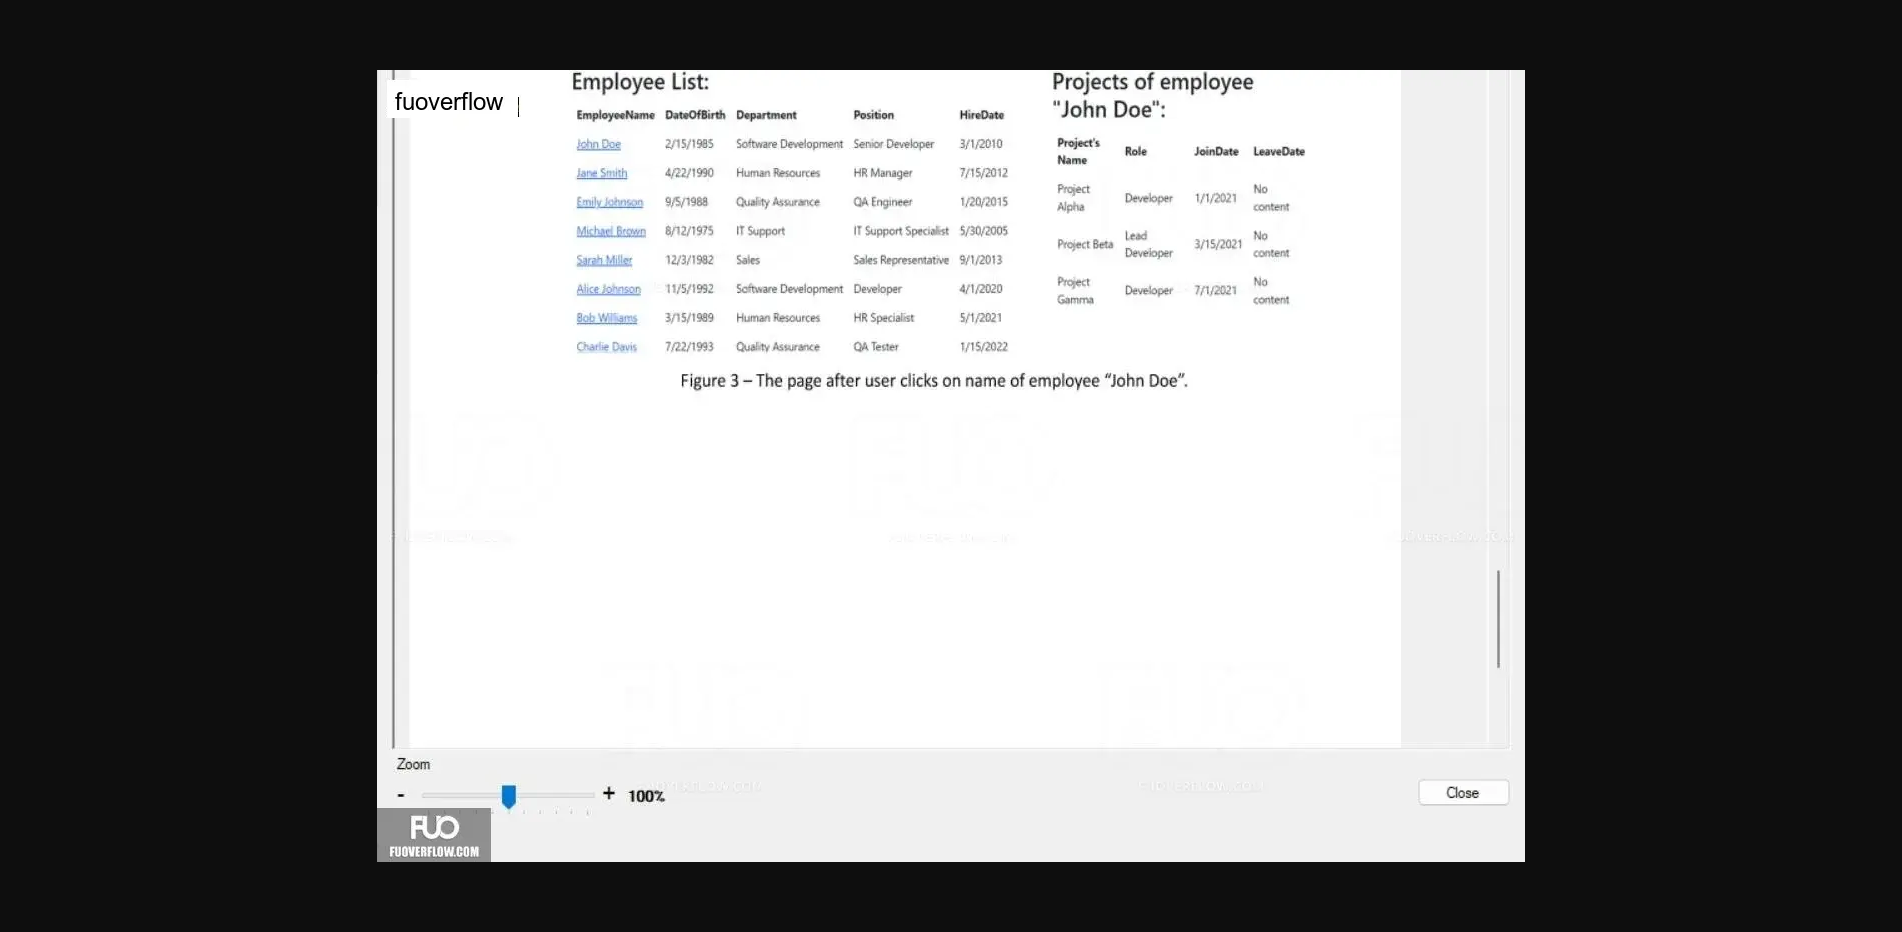 fuoverflow
Employee List:
EmployeeName DateOfBirth Department Position HireDate
John Doe 2/15/1985 Software Development Senior Developer 3/1/2010
Jane Smith 4/22/1990 Human Resources HR Manager 7/15/2012
Emily Johnson 9/5/1988 Quality Assurance QA Engineer 1/20/2015
Michael Brown 8/12/1975 IT Support IT Support Specialist 5/30/2005
Sarah Miller 12/3/1982 Sales Sales Representative 9/1/2013
Alice Johnson 11/5/1992 Software Development Developer 4/1/2020
Bob Williams 3/15/1989 Human Resources HR Specialist 5/1/2021
Charlie Davis 7/22/1993 Quality Assurance QA Tester 1/15/2022
Projects of employee
"John Doe":
Project's
Name Role JoinDate LeaveDate
Project
Alpha Developer 1/1/2021 No
content
Project Beta Lead
Developer 3/15/2021 No
content
Project
Gamma Developer 7/1/2021 No
content
Figure 3 – The page after user clicks on name of employee “John Doe”.
Zoom
- + 100%
Close
FUO
FUOVERFLOW.COM